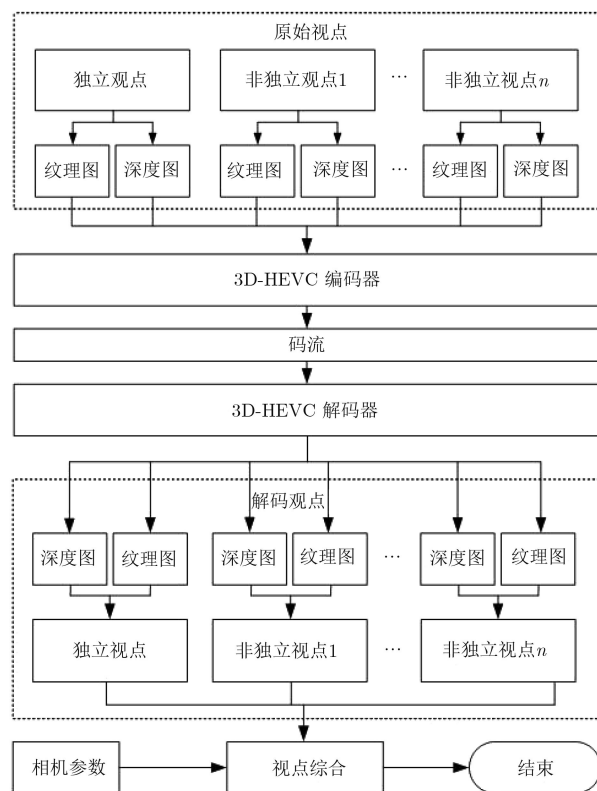 原始视点
独立观点 非独立观点1 … 非独立视点n
纹理图 深度图 纹理图 深度图 … 纹理图 深度图
3D-HEVC 编码器
码流
3D-HEVC 解码器
解码观点
深度图 纹理图 深度图 纹理图 … 深度图 纹理图
独立视点 非独立视点1 … 非独立视点n
相机参数 视点综合 结束